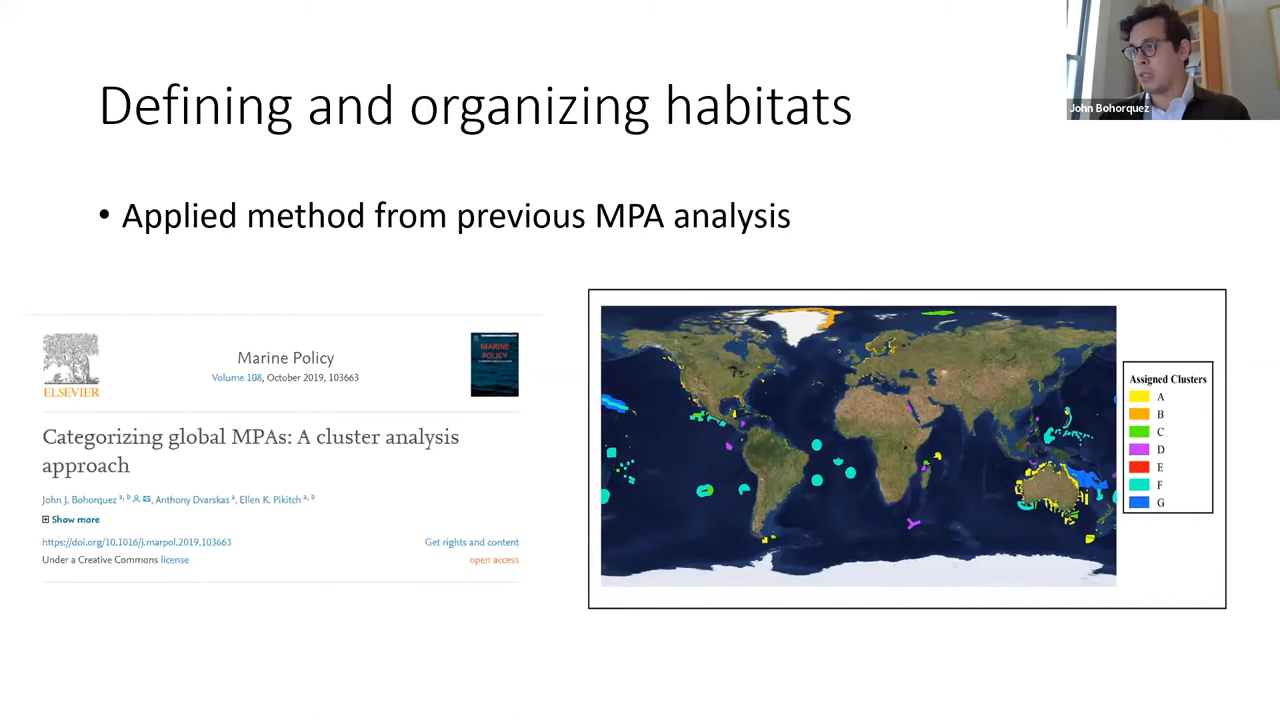 Defining and organizing habitats
John Bohorquez
• Applied method from previous MPA analysis
ELSEVIER
Marine Policy
Volume 108, October 2019, 103663
MARINE
POLICY
Categorizing global MPAs: A cluster analysis
approach
John J. Bohorquez a, b, Anthony Dvarskas a, Ellen K. Pikitch a, b
Show more
https://doi.org/10.1016/j.marpol.2019.103663
Get rights and content
Under a Creative Commons license
open access
Assigned Clusters
A
B
C
D
E
F
G